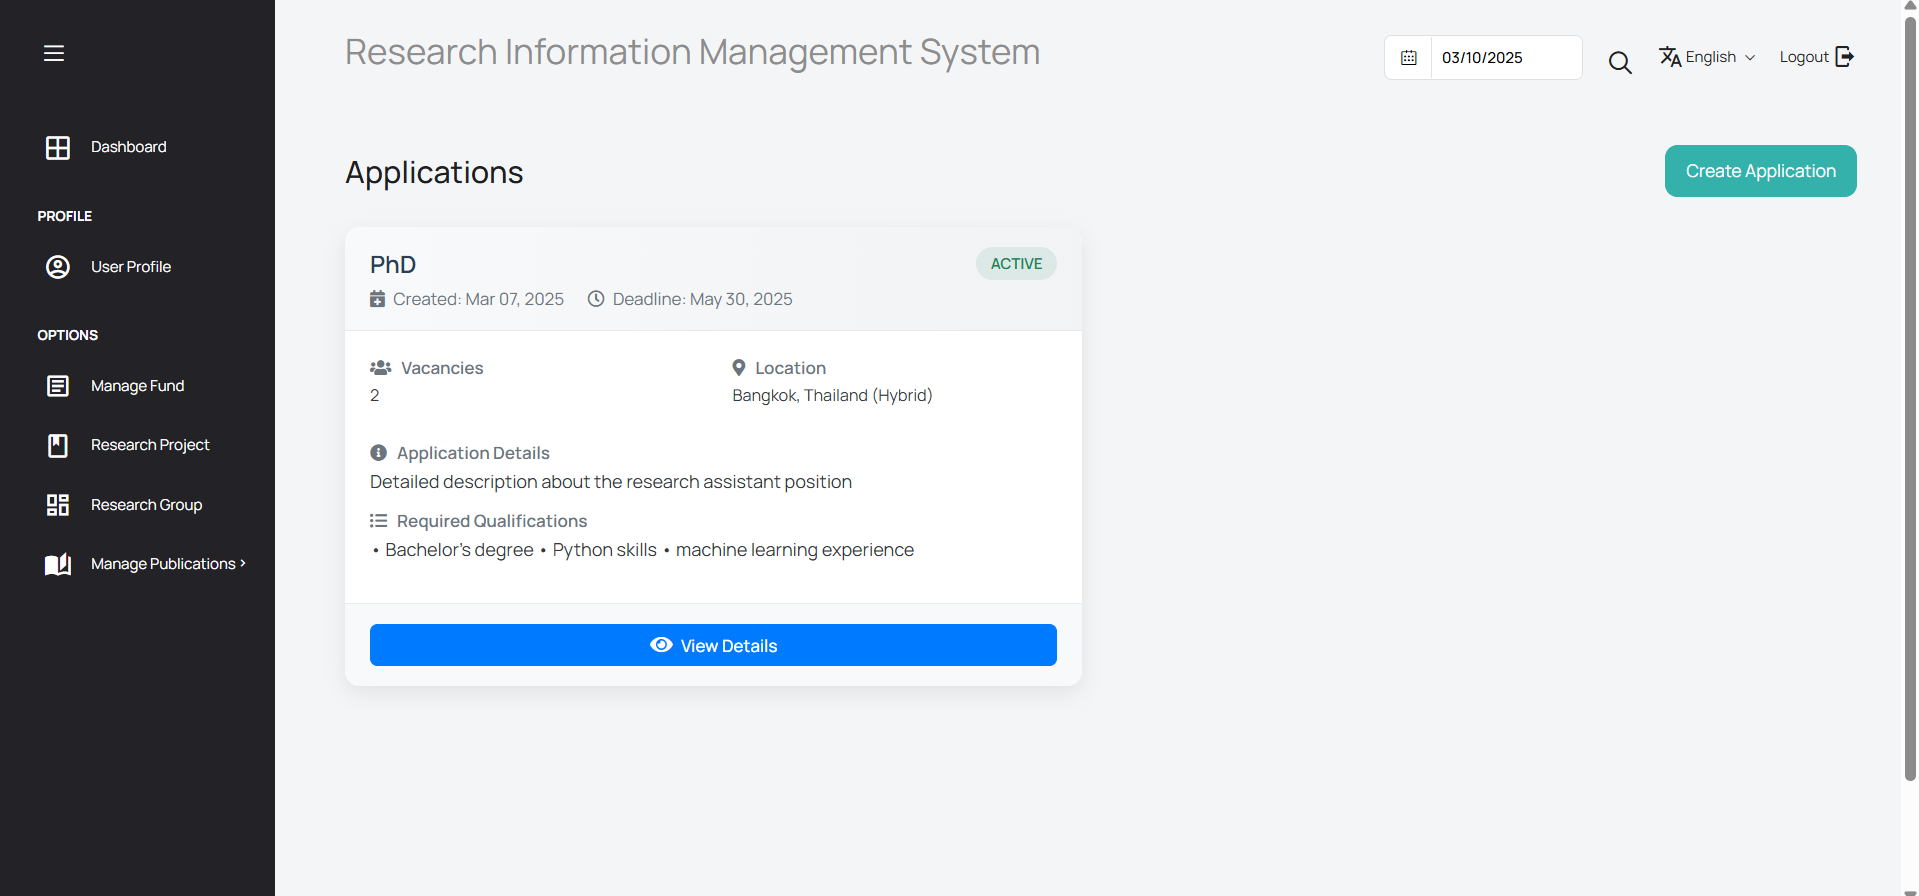 Research Information Management System
03/10/2025
English
Logout
Dashboard
PROFILE
User Profile
OPTIONS
Manage Fund
Research Project
Research Group
Manage Publications ›
Applications
Create Application
PhD
ACTIVE
Created: Mar 07, 2025
Deadline: May 30, 2025
Vacancies
2
Location
Bangkok, Thailand (Hybrid)
Application Details
Detailed description about the research assistant position
Required Qualifications
• Bachelor's degree • Python skills • machine learning experience
View Details